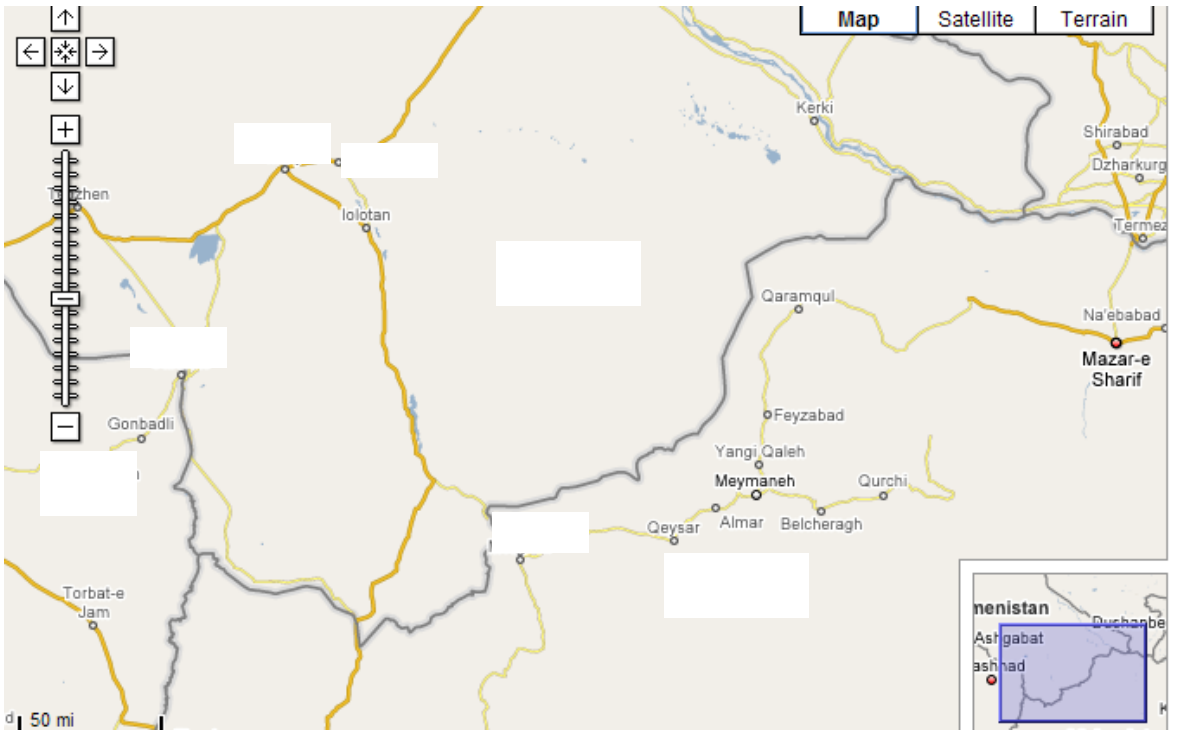 Map
Satellite
Terrain
Kerki
Shirabad
Dzharkurg
Iolotan
Termez
Qaramqul
Na'ebabad
Mazar-e
Sharif
Feyzabad
Gonbadli
Yangi Qaleh
Meymaneh
Qurchi
Qeysar
Almar
Belcheragh
Torbat-e
Jam
menistan
Dushanbe
Ashgabat
ashhad
K
d
50 mi